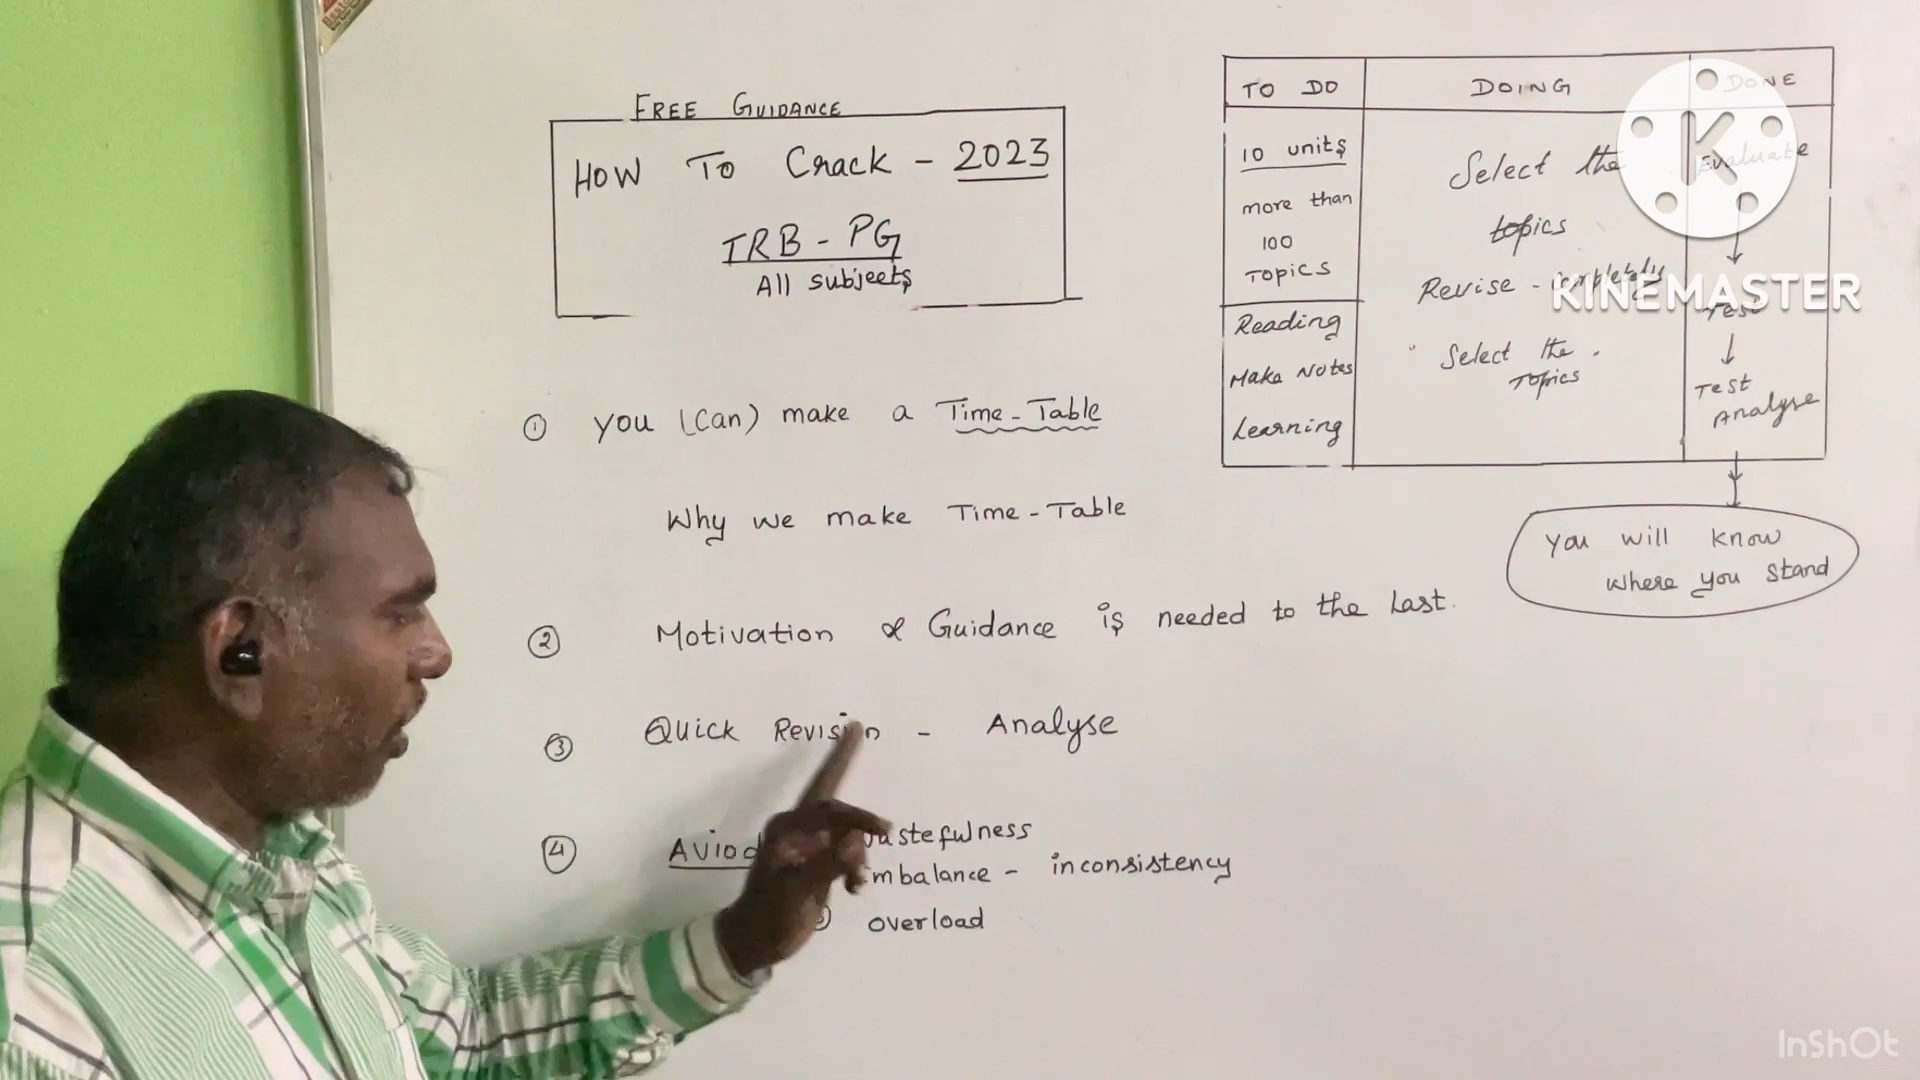 FREE GUIDANCE
HOW TO Crack - 2023
TRB - PG
All subjects
① you (can) make a Time-Table
Why we make Time-Table
② Motivation & Guidance is needed to the Last.
③ Quick Revision - Analyse
④ Aviod
wastefulness
imbalance - inconsistency
overload
TO DO
10 units
more than
100
Topics
Reading
Make Notes
Learning
DOING
Select the
topics
Revise - completely
Select the
Topics
DONE
Evaluate
Test
Test
Analyse
you will know
where you stand
K
KINEMASTER
InShOt